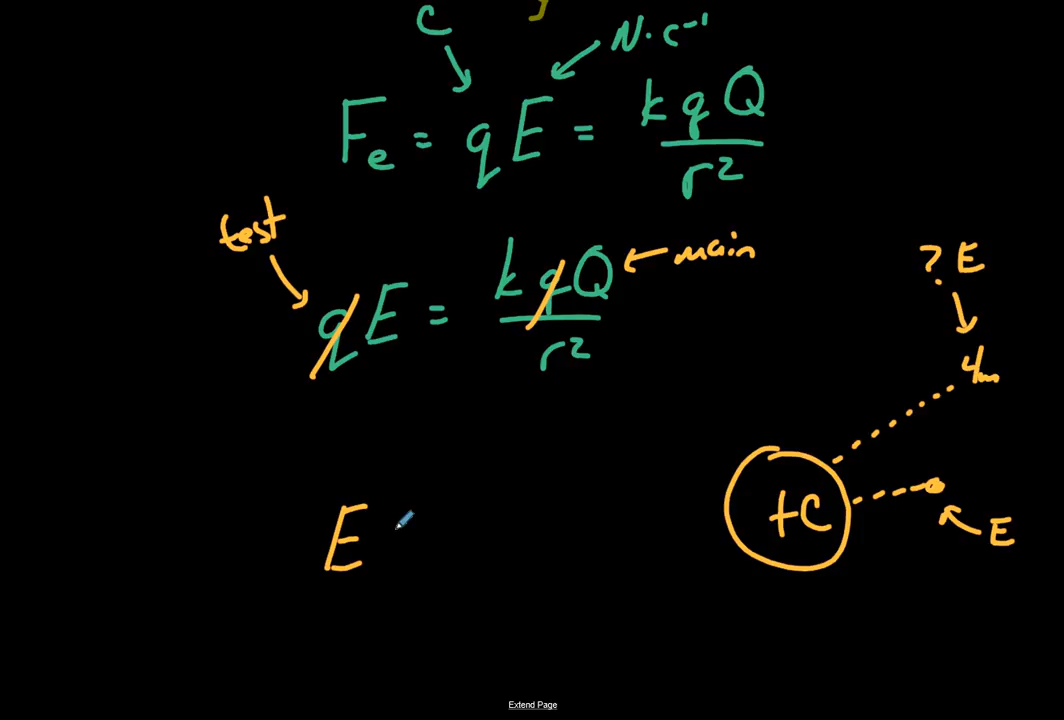 C
N·c⁻¹
Fe = qE = kqQ/r²
test
qE = kqQ/r²
main
? E
4m
+C
E
E
Extend Page